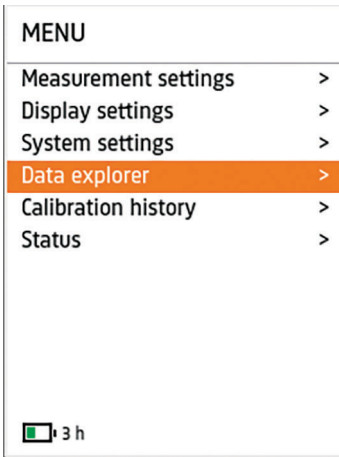 MENU
Measurement settings >
Display settings >
System settings >
Data explorer >
Calibration history >
Status >
3 h